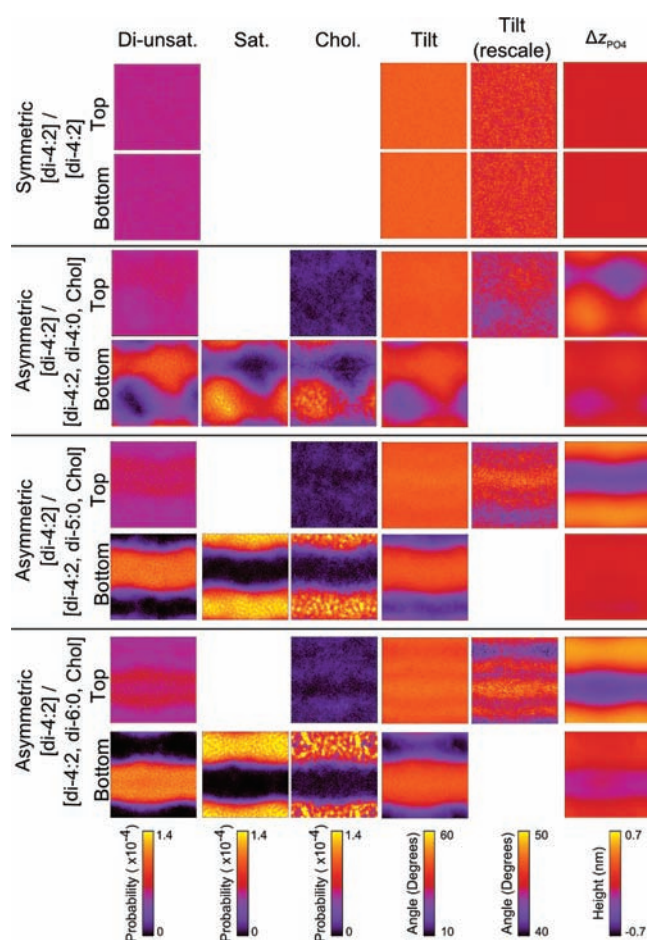 Di-unsat. Sat. Chol. Tilt Tilt (rescale) ΔzPO4
Symmetric
[di-4:2] /
[di-4:2]
Top
Bottom
Asymmetric
[di-4:2] /
[di-4:2, di-4:0, Chol]
Top
Bottom
Asymmetric
[di-4:2] /
[di-4:2, di-5:0, Chol]
Top
Bottom
Asymmetric
[di-4:2] /
[di-4:2, di-6:0, Chol]
Top
Bottom
Probability ( x10⁻⁴)
1.4
0
Probability ( x10⁻⁴)
1.4
0
Probability ( x10⁻⁴)
1.4
0
Angle (Degrees)
60
10
Angle (Degrees)
50
40
Height (nm)
0.7
-0.7